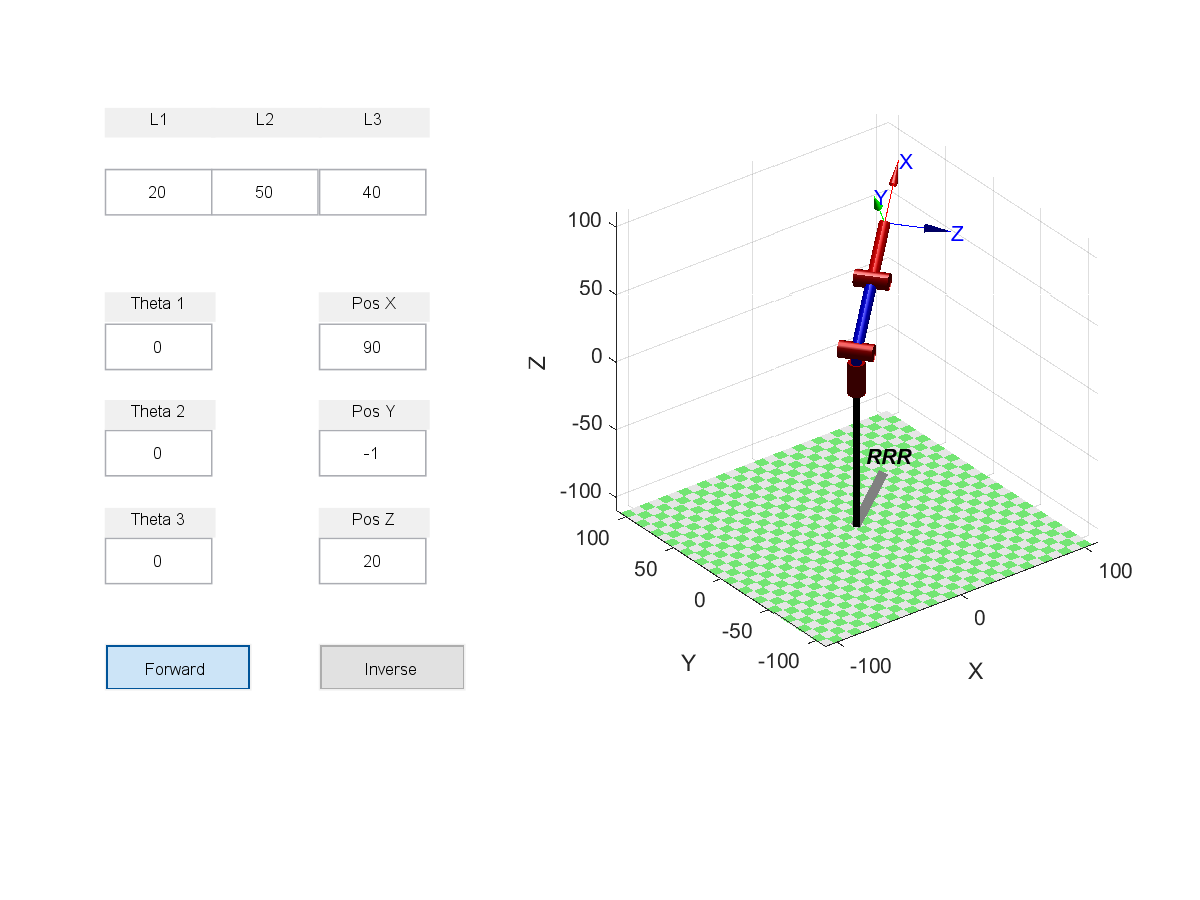 L1 L2 L3
20 50 40
Theta 1 Pos X
0 90
Theta 2 Pos Y
0 -1
Theta 3 Pos Z
0 20
Forward Inverse
X
Y
Z
100
50
0
-50
-100
Z
RRR
100
50
0
-50
-100
Y
-100
0
100
X